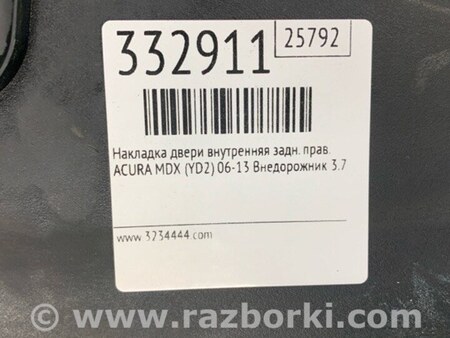 332911
25792
Накладка двери внутренняя задн. прав.
ACURA MDX (YD2) 06-13 Внедорожник 3.7
www.3234444.com
© www.razborki.com